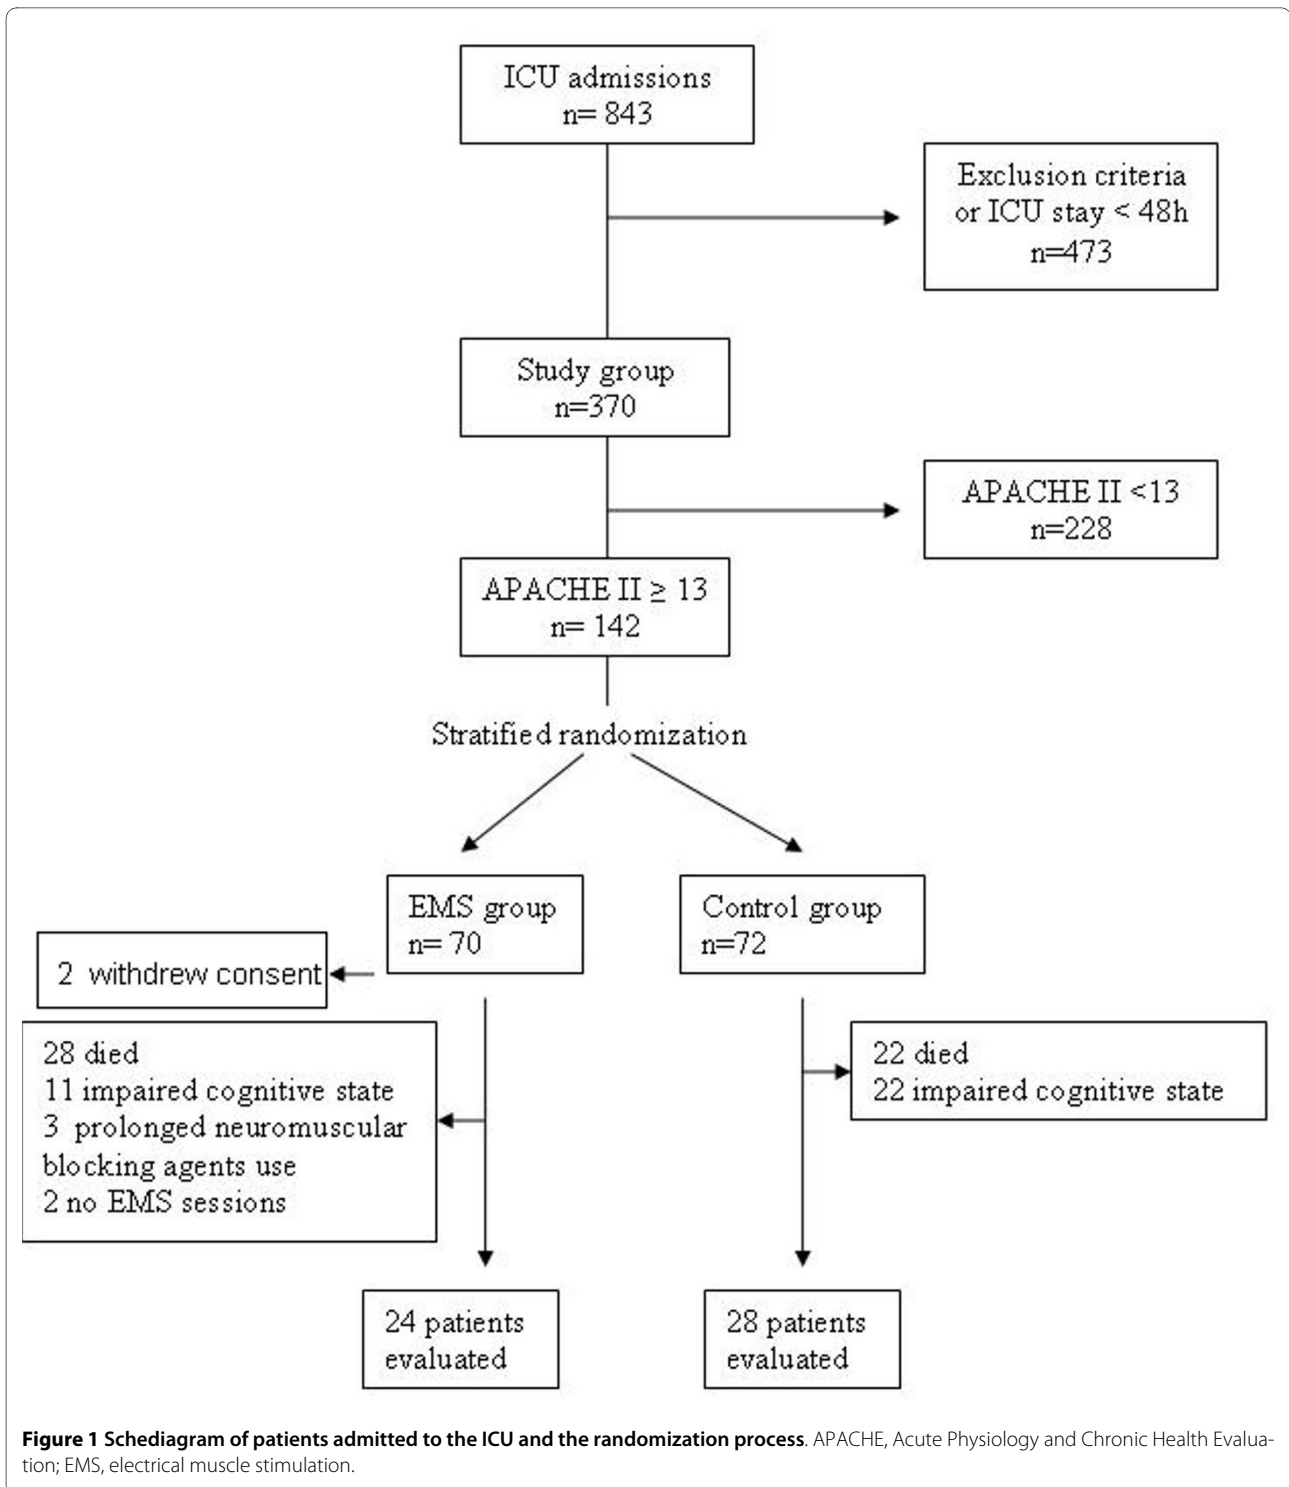 ICU admissions
n= 843
Exclusion criteria
or ICU stay < 48h
n=473
Study group
n=370
APACHE II <13
n=228
APACHE II ≥ 13
n= 142
Stratified randomization
EMS group
n= 70
Control group
n=72
2 withdrew consent
28 died
11 impaired cognitive state
3 prolonged neuromuscular
blocking agents use
2 no EMS sessions
22 died
22 impaired cognitive state
24 patients
evaluated
28 patients
evaluated
Figure 1 Schediagram of patients admitted to the ICU and the randomization process. APACHE, Acute Physiology and Chronic Health Evalua-
tion; EMS, electrical muscle stimulation.